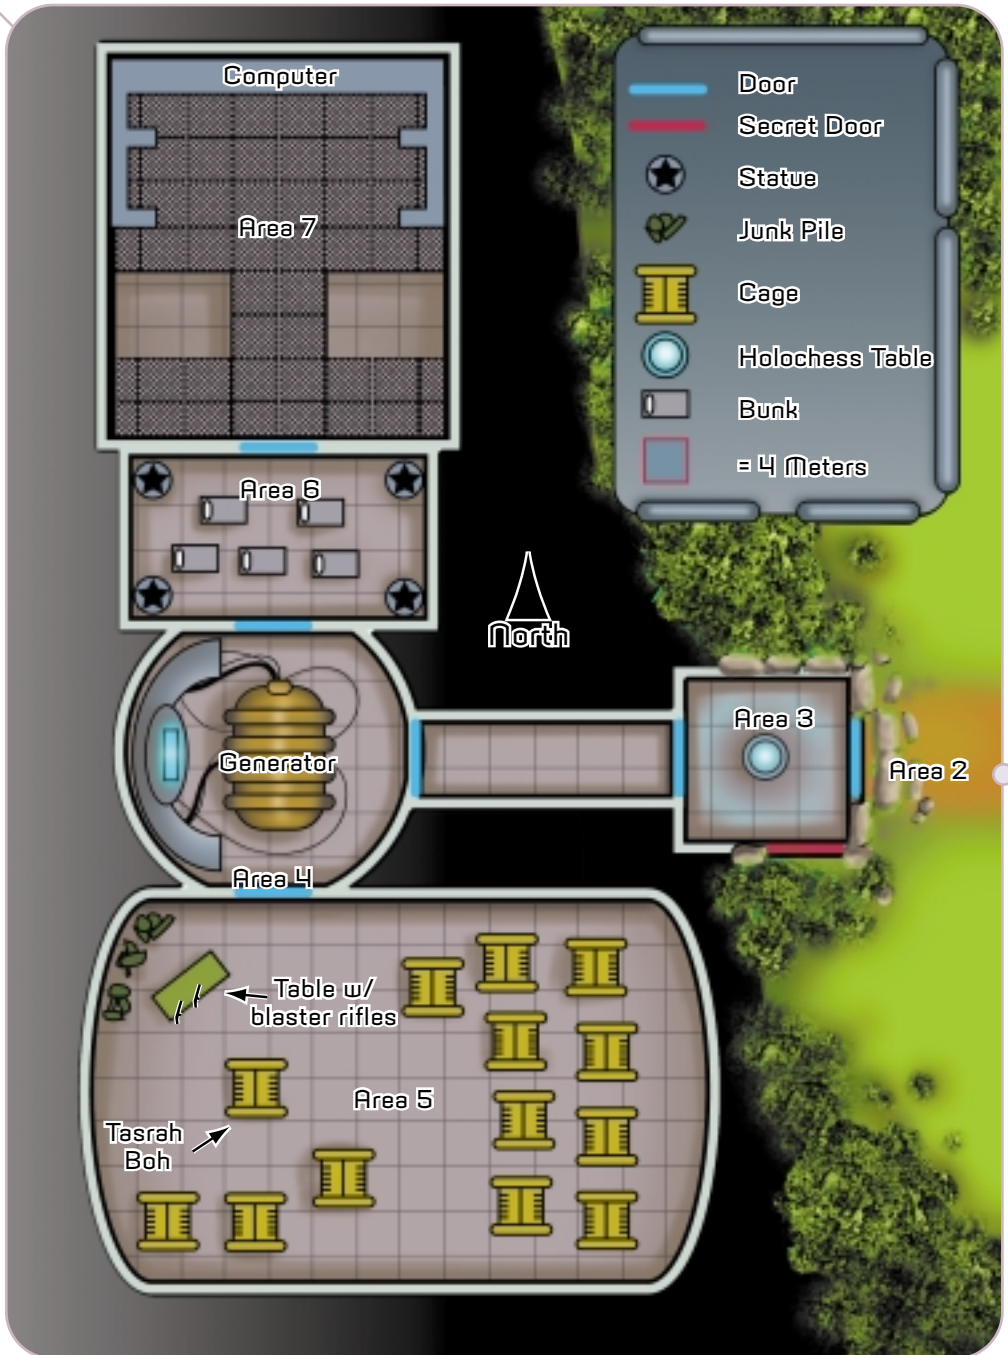 Computer
Area 7
Door
Secret Door
Statue
Junk Pile
Cage
Holochess Table
Bunk
= 4 Meters
Area 6
North
Area 3
Area 2
Generator
Area 4
Table w/
blaster rifles
Area 5
Tasrah
Boh